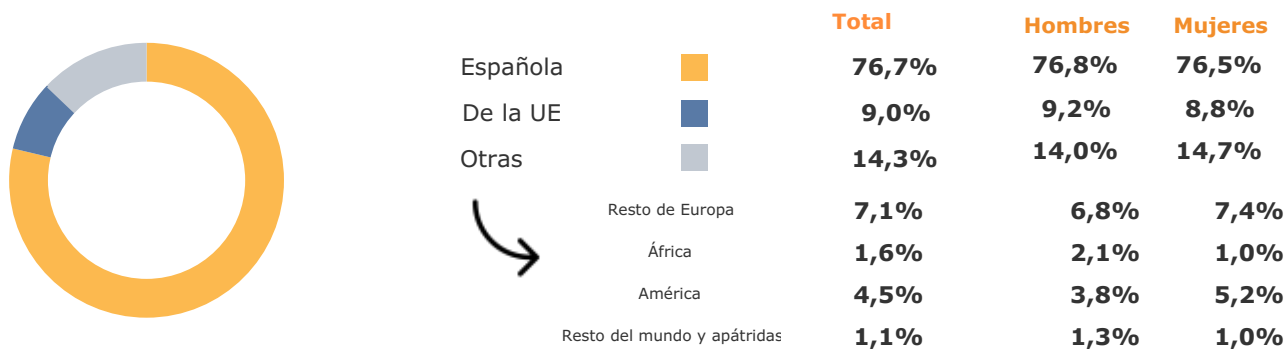 Total Hombres Mujeres
Española 76,7% 76,8% 76,5%
De la UE 9,0% 9,2% 8,8%
Otras 14,3% 14,0% 14,7%
Resto de Europa 7,1% 6,8% 7,4%
África 1,6% 2,1% 1,0%
América 4,5% 3,8% 5,2%
Resto del mundo y apátridas 1,1% 1,3% 1,0%